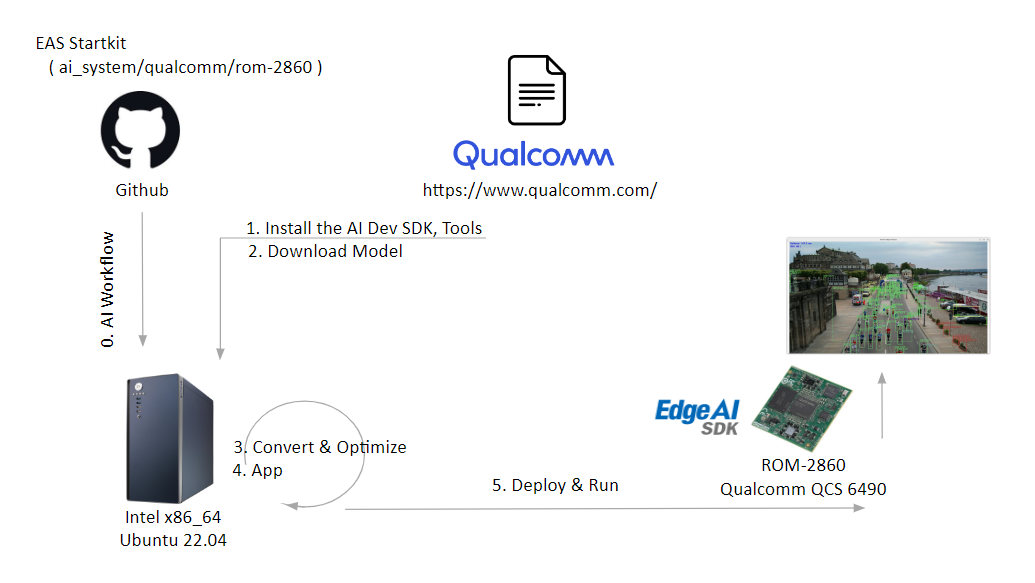 EAS Startkit
( ai_system/qualcomm/rom-2860 )
Github
Qualcomm
https://www.qualcomm.com/
0. AI Workflow
1. Install the AI Dev SDK, Tools
2. Download Model
3. Convert & Optimize
4. App
Intel x86_64
Ubuntu 22.04
5. Deploy & Run
Edge AI
SDK
ROM-2860
Qualcomm QCS 6490